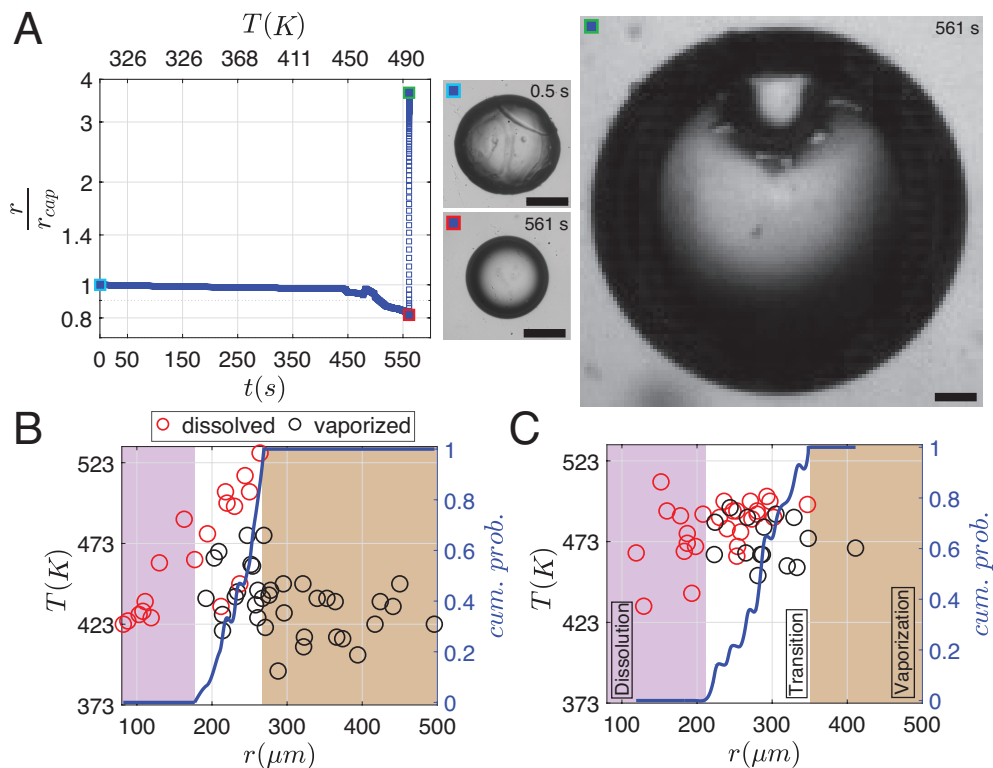 A
T(K)
326 326 368 411 450 490
4
3
2
1.4
1
0.8
r
r_cap
0 50 150 250 350 450 550
t(s)
0.5 s
561 s
561 s
B
dissolved vaporized
T(K)
523
473
423
373
100 200 300 400 500
r(μm)
1
0.8
0.6
0.4
0.2
0
cum. prob.
C
T(K)
523
473
423
373
100 200 300 400 500
r(μm)
1
0.8
0.6
0.4
0.2
0
cum. prob.
Dissolution
Transition
Vaporization